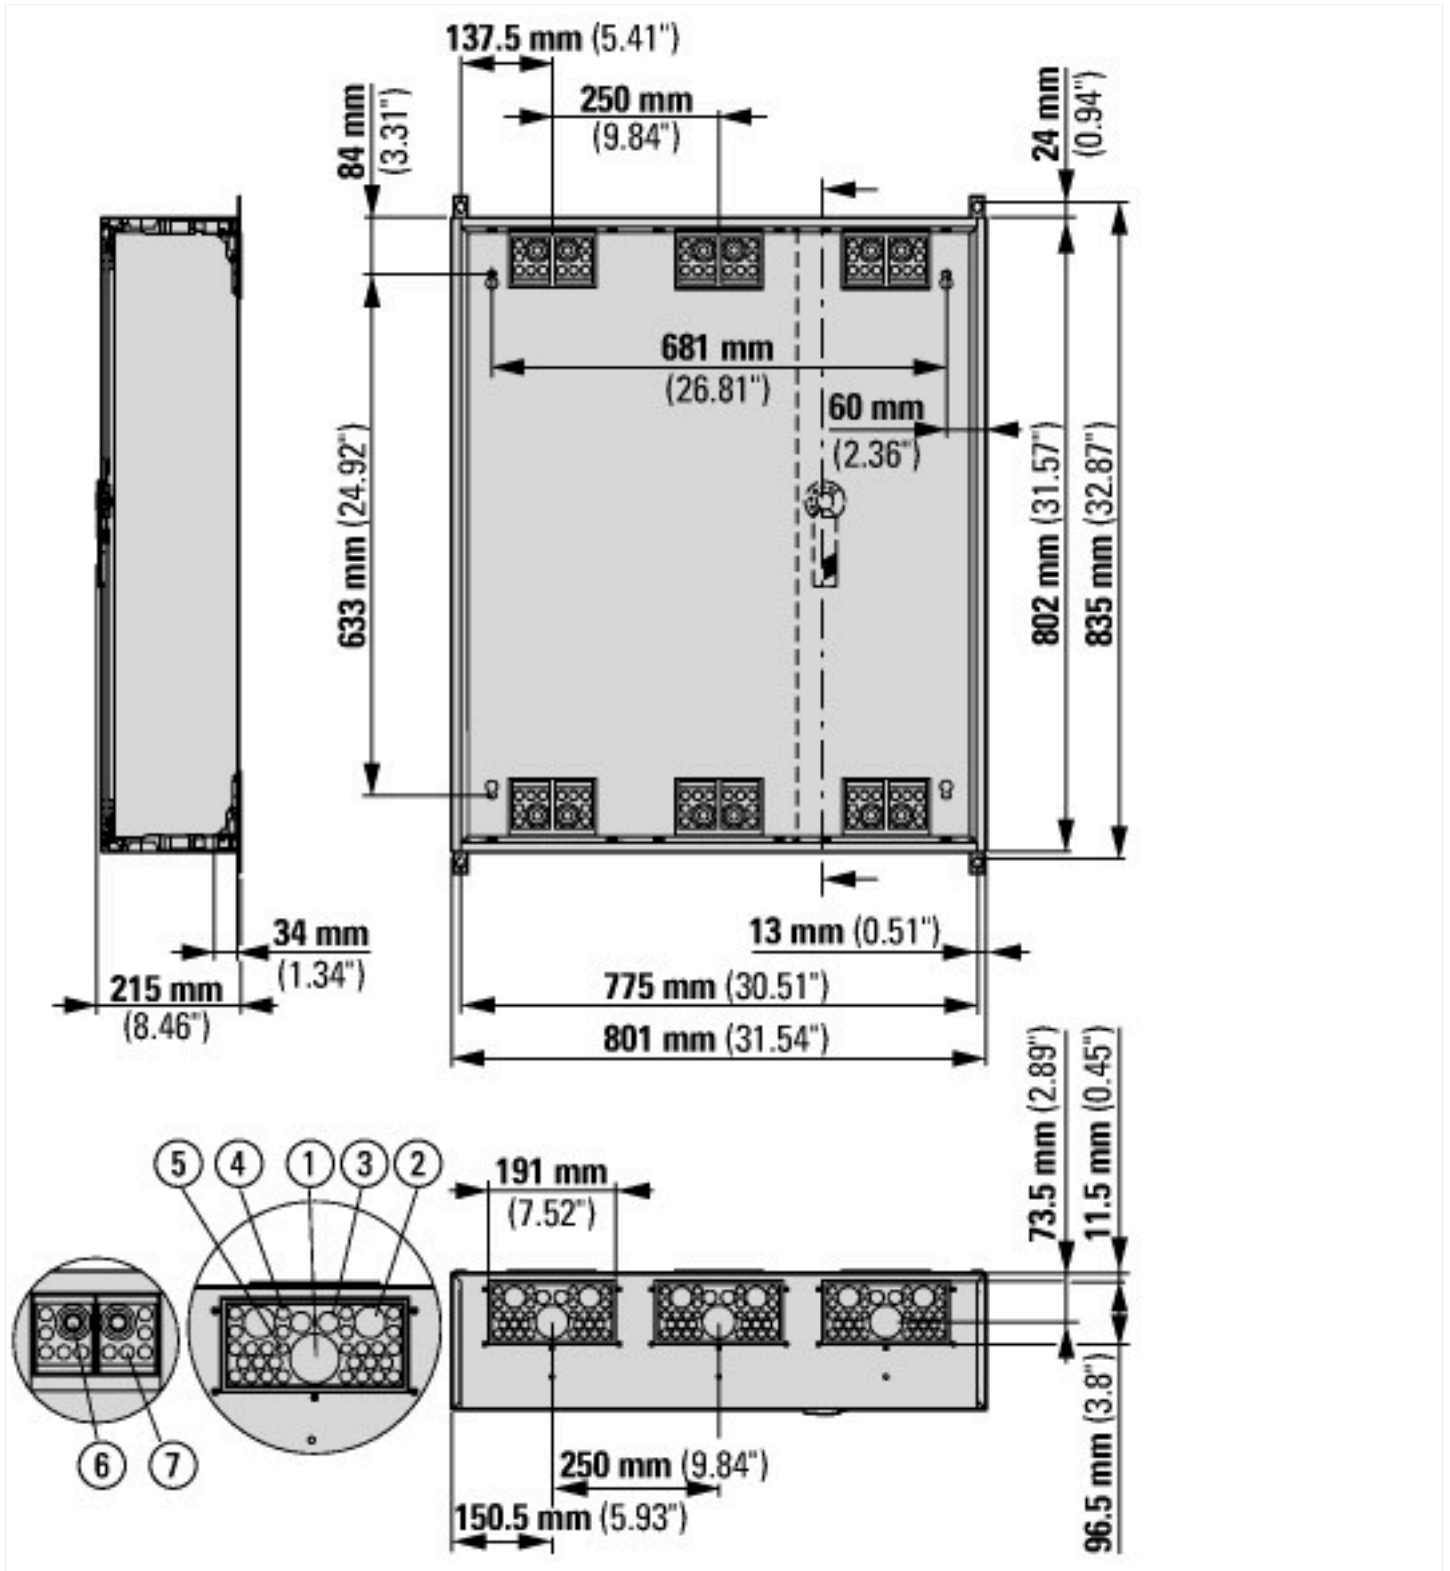 137.5 mm (5.41")
250 mm
(9.84")
84 mm
(3.31")
24 mm
(0.94")
681 mm
(26.81")
60 mm
(2.36")
633 mm (24.92")
802 mm (31.57")
835 mm (32.87")
34 mm
(1.34")
215 mm
(8.46")
13 mm (0.51")
775 mm (30.51")
801 mm (31.54")
73.5 mm (2.89")
11.5 mm (0.45")
5 4 1 3 2
191 mm
(7.52")
6 7
250 mm (9.84")
150.5 mm (5.93")
96.5 mm (3.8")